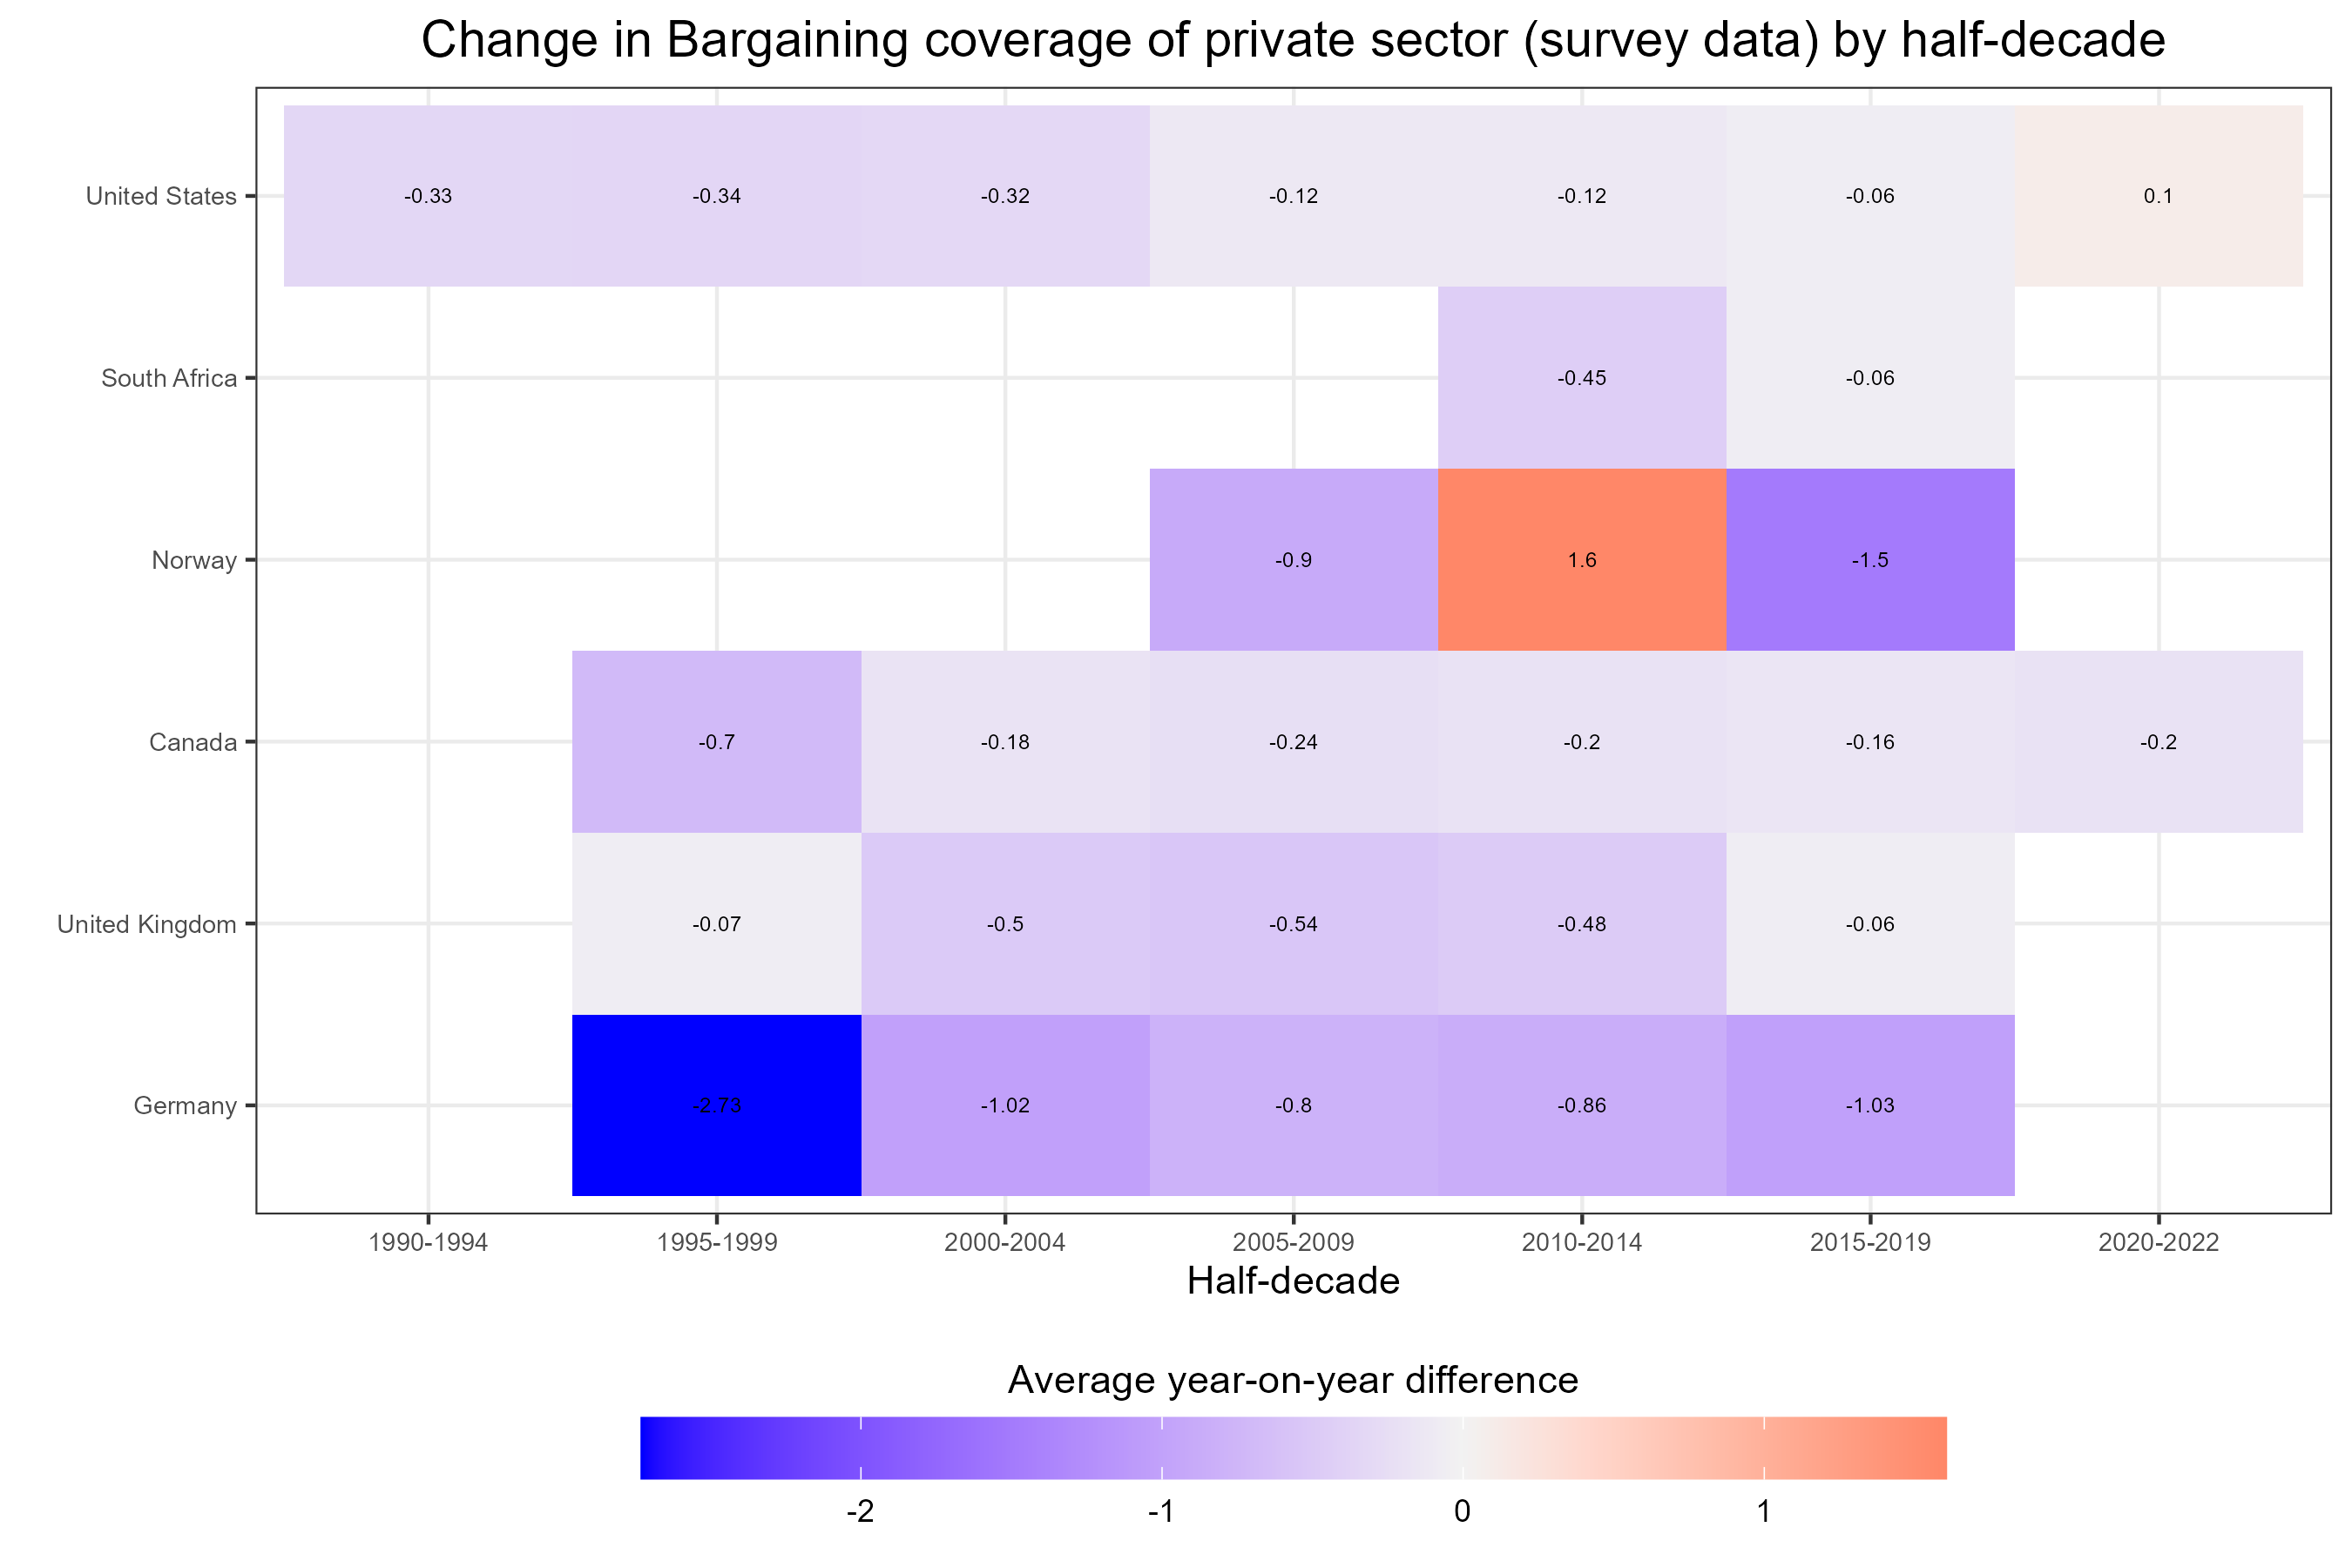 Change in Bargaining coverage of private sector (survey data) by half-decade
United States -0.33 -0.34 -0.32 -0.12 -0.12 -0.06 0.1
South Africa -0.45 -0.06
Norway -0.9 1.6 -1.5
Canada -0.7 -0.18 -0.24 -0.2 -0.16 -0.2
United Kingdom -0.07 -0.5 -0.54 -0.48 -0.06
Germany -2.73 -1.02 -0.8 -0.86 -1.03
1990-1994 1995-1999 2000-2004 2005-2009 2010-2014 2015-2019 2020-2022
Half-decade
Average year-on-year difference
-2 -1 0 1